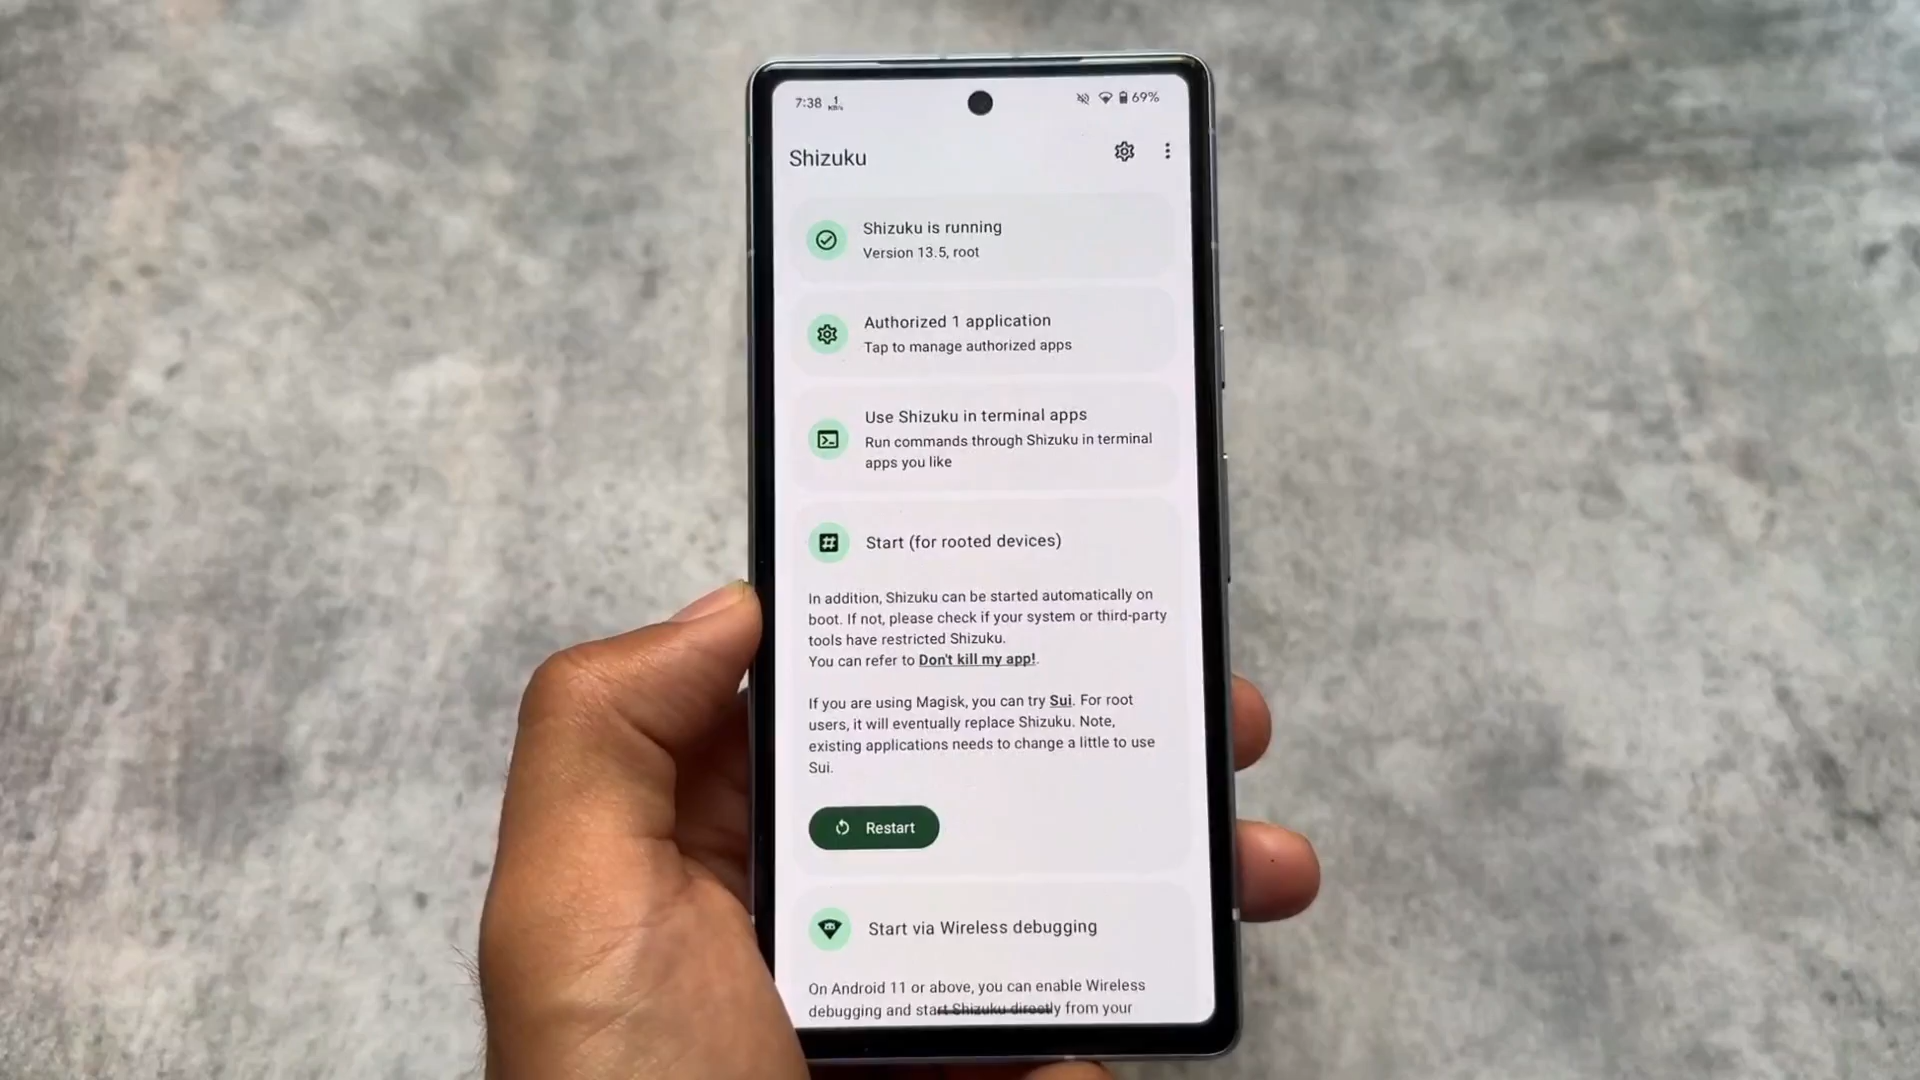 7:38 1 KB/s 69%
Shizuku
Shizuku is running
Version 13.5, root
Authorized 1 application
Tap to manage authorized apps
Use Shizuku in terminal apps
Run commands through Shizuku in terminal
apps you like
Start (for rooted devices)
In addition, Shizuku can be started automatically on
boot. If not, please check if your system or third-party
tools have restricted Shizuku.
You can refer to Don't kill my app!.
If you are using Magisk, you can try Sui. For root
users, it will eventually replace Shizuku. Note,
existing applications needs to change a little to use
Sui.
Restart
Start via Wireless debugging
On Android 11 or above, you can enable Wireless
debugging and start Shizuku directly from your